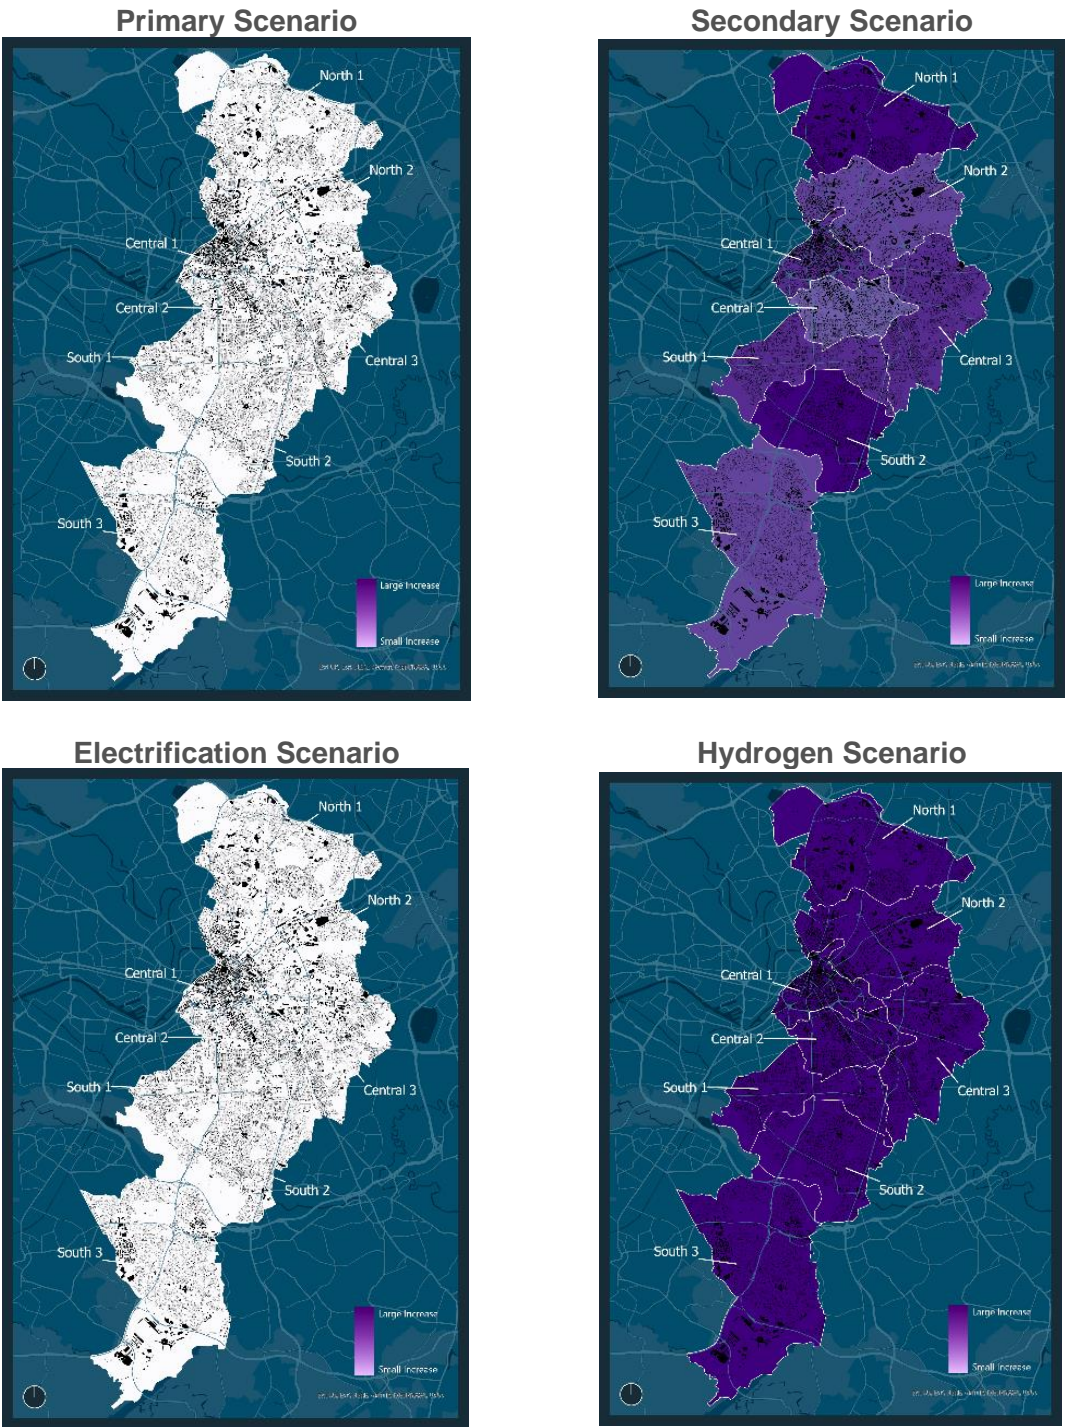 Primary Scenario
North 1
North 2
Central 1
Central 2
South 1
Central 3
South 2
South 3
Large Increase
Small Increase
Secondary Scenario
North 1
North 2
Central 1
Central 2
South 1
Central 3
South 2
South 3
Large Increase
Small Increase
Electrification Scenario
North 1
North 2
Central 1
Central 2
South 1
Central 3
South 2
South 3
Large Increase
Small Increase
Hydrogen Scenario
North 1
North 2
Central 1
Central 2
South 1
Central 3
South 2
South 3
Large Increase
Small Increase